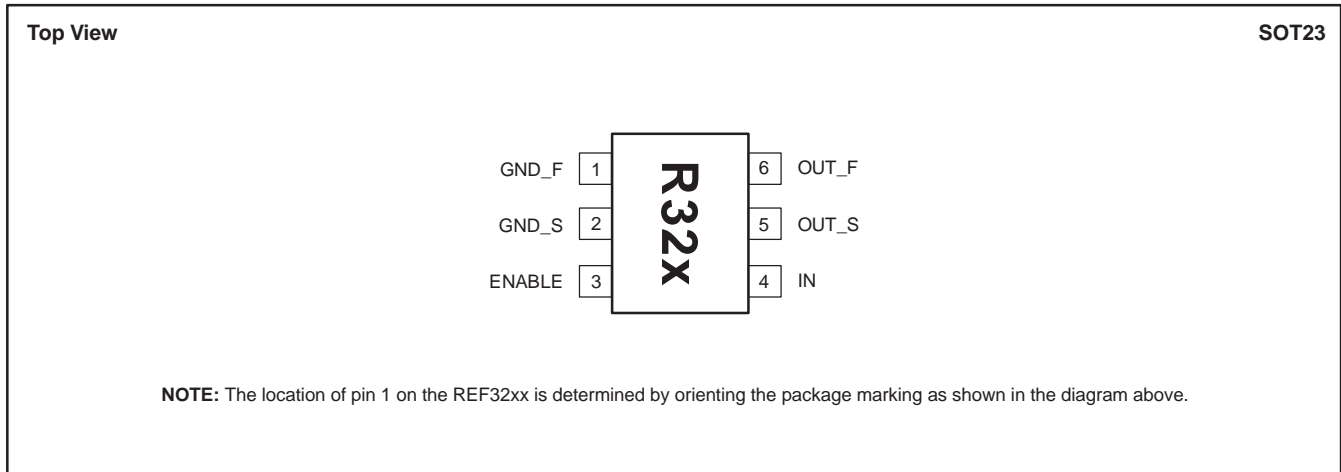 Top View SOT23
GND_F 1 R32x 6 OUT_F
GND_S 2 5 OUT_S
ENABLE 3 4 IN
NOTE: The location of pin 1 on the REF32xx is determined by orienting the package marking as shown in the diagram above.